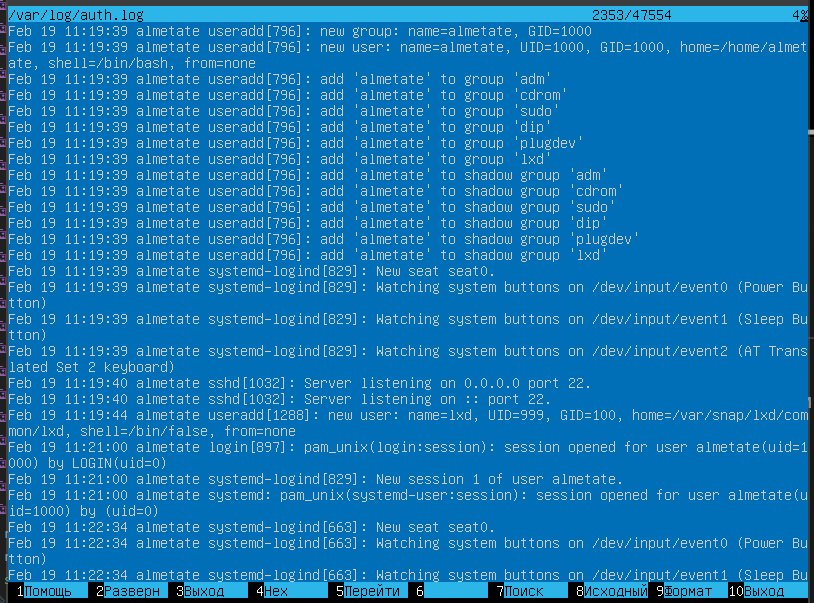 /var/log/auth.log 2353/47554 4%
Feb 19 11:19:39 almetate useradd[796]: new group: name=almetate, GID=1000
Feb 19 11:19:39 almetate useradd[796]: new user: name=almetate, UID=1000, GID=1000, home=/home/almet
ate, shell=/bin/bash, from=none
Feb 19 11:19:39 almetate useradd[796]: add 'almetate' to group 'adm'
Feb 19 11:19:39 almetate useradd[796]: add 'almetate' to group 'cdrom'
Feb 19 11:19:39 almetate useradd[796]: add 'almetate' to group 'sudo'
Feb 19 11:19:39 almetate useradd[796]: add 'almetate' to group 'dip'
Feb 19 11:19:39 almetate useradd[796]: add 'almetate' to group 'plugdev'
Feb 19 11:19:39 almetate useradd[796]: add 'almetate' to group 'lxd'
Feb 19 11:19:39 almetate useradd[796]: add 'almetate' to shadow group 'adm'
Feb 19 11:19:39 almetate useradd[796]: add 'almetate' to shadow group 'cdrom'
Feb 19 11:19:39 almetate useradd[796]: add 'almetate' to shadow group 'sudo'
Feb 19 11:19:39 almetate useradd[796]: add 'almetate' to shadow group 'dip'
Feb 19 11:19:39 almetate useradd[796]: add 'almetate' to shadow group 'plugdev'
Feb 19 11:19:39 almetate useradd[796]: add 'almetate' to shadow group 'lxd'
Feb 19 11:19:39 almetate systemd-logind[829]: New seat seat0.
Feb 19 11:19:39 almetate systemd-logind[829]: Watching system buttons on /dev/input/event0 (Power Bu
tton)
Feb 19 11:19:39 almetate systemd-logind[829]: Watching system buttons on /dev/input/event1 (Sleep Bu
tton)
Feb 19 11:19:39 almetate systemd-logind[829]: Watching system buttons on /dev/input/event2 (AT Trans
lated Set 2 keyboard)
Feb 19 11:19:40 almetate sshd[1032]: Server listening on 0.0.0.0 port 22.
Feb 19 11:19:40 almetate sshd[1032]: Server listening on :: port 22.
Feb 19 11:19:44 almetate useradd[1288]: new user: name=lxd, UID=999, GID=100, home=/var/snap/lxd/com
mon/lxd, shell=/bin/false, from=none
Feb 19 11:21:00 almetate login[897]: pam_unix(login:session): session opened for user almetate(uid=1
000) by LOGIN(uid=0)
Feb 19 11:21:00 almetate systemd-logind[829]: New session 1 of user almetate.
Feb 19 11:21:00 almetate systemd: pam_unix(systemd-user:session): session opened for user almetate(u
id=1000) by (uid=0)
Feb 19 11:22:34 almetate systemd-logind[663]: New seat seat0.
Feb 19 11:22:34 almetate systemd-logind[663]: Watching system buttons on /dev/input/event0 (Power Bu
tton)
Feb 19 11:22:34 almetate systemd-logind[663]: Watching system buttons on /dev/input/event1 (Sleep Bu
1Помощь 2Разверн 3Выход 4Hex 5Перейти 6 7Поиск 8Исходный 9Формат 10Выход